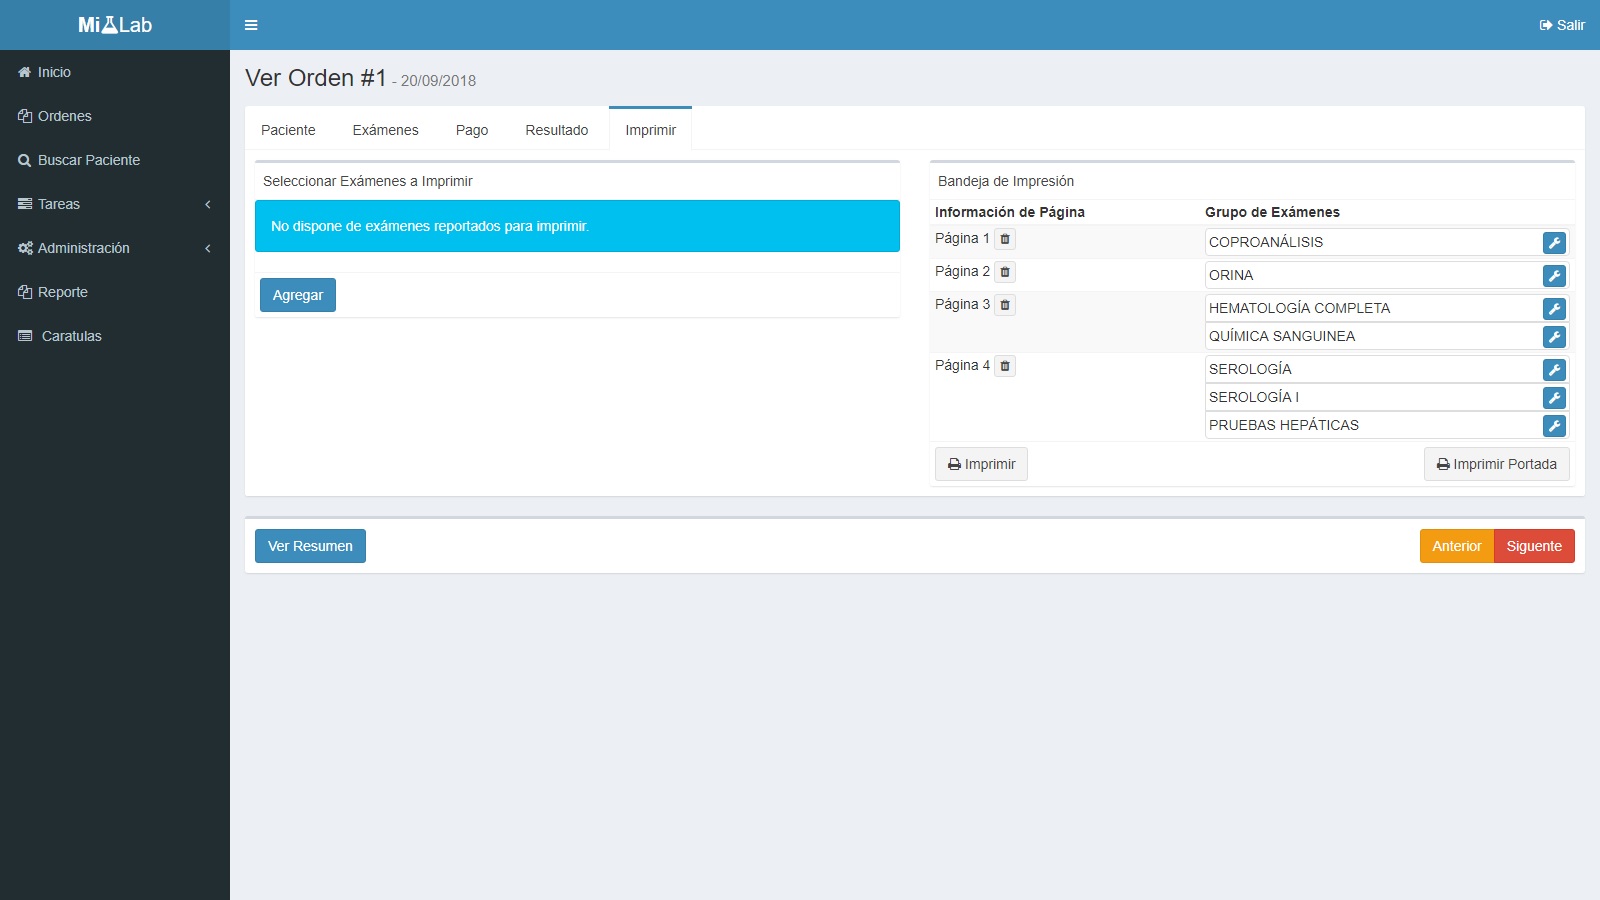 Mi Lab
Salir
Inicio
Ordenes
Buscar Paciente
Tareas
Administración
Reporte
Caratulas
Ver Orden #1 - 20/09/2018
Paciente Exámenes Pago Resultado Imprimir
Seleccionar Exámenes a Imprimir
No dispone de exámenes reportados para imprimir.
Agregar
Bandeja de Impresión
Información de Página Grupo de Exámenes
Página 1 COPROANÁLISIS
Página 2 ORINA
Página 3 HEMATOLOGÍA COMPLETA
QUÍMICA SANGUINEA
Página 4 SEROLOGÍA
SEROLOGÍA I
PRUEBAS HEPÁTICAS
Imprimir Imprimir Portada
Ver Resumen Anterior Siguente